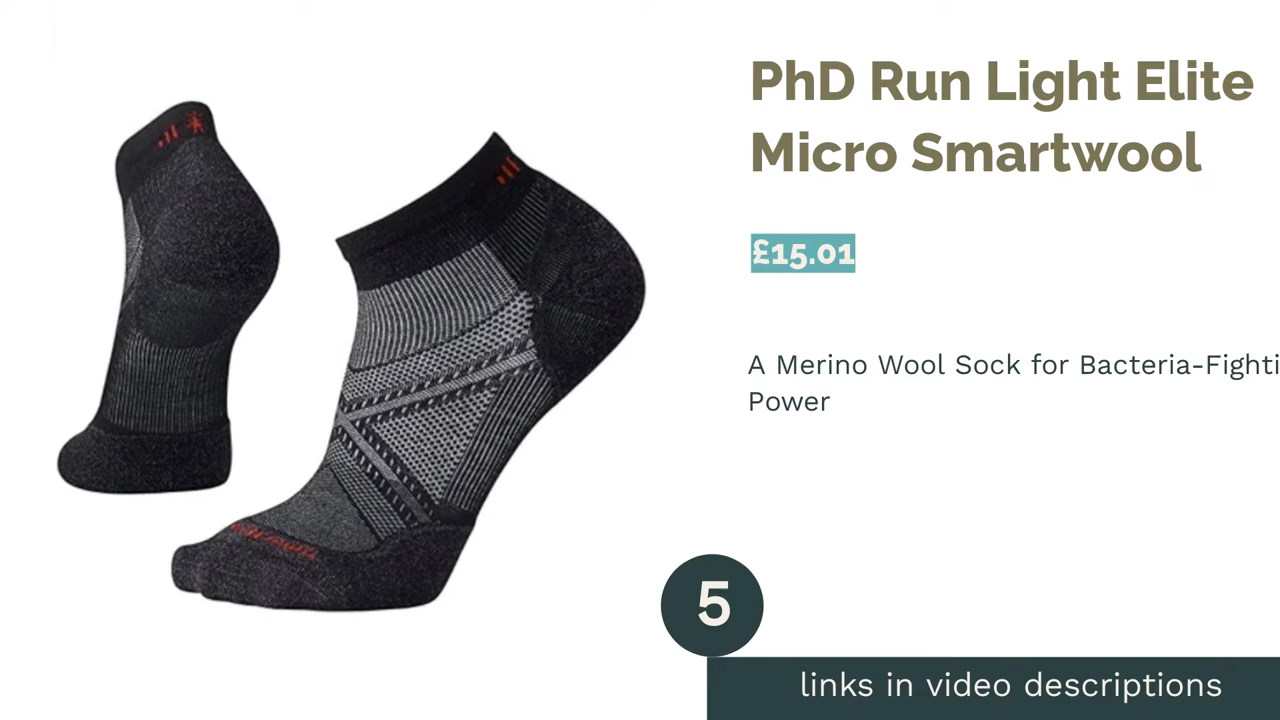 PhD Run Light Elite
Micro Smartwool
£15.01
A Merino Wool Sock for Bacteria-Fighti
Power
5
links in video descriptions